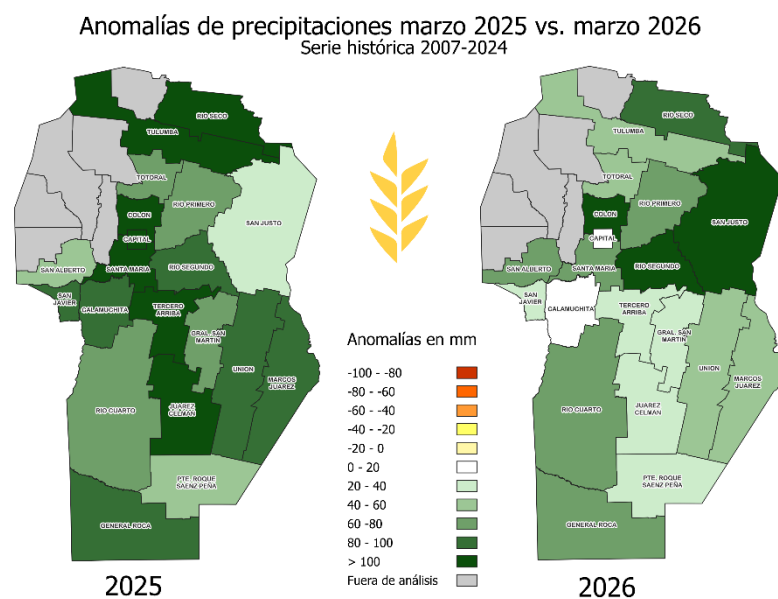 Anomalías de precipitaciones marzo 2025 vs. marzo 2026
Serie histórica 2007-2024
RIO SECO
TULUMBA
TOTORAL
RIO PRIMERO
SAN JUSTO
COLON
CAPITAL
SAN ALBERTO
SANTA MARIA
RIO SEGUNDO
SAN
JAVIER
CALAMUCHITA
TERCERO
ARRIBA
GRAL. SAN
MARTIN
UNION
MARCOS
JUAREZ
RIO CUARTO
JUAREZ
CELMAN
PTE. ROQUE
SAENZ PEÑA
GENERAL ROCA
2025
Anomalías en mm
-100 - -80
-80 - -60
-60 - -40
-40 - -20
-20 - 0
0 - 20
20 - 40
40 - 60
60 -80
80 - 100
> 100
Fuera de análisis
RIO SECO
TULUMBA
TOTORAL
RIO PRIMERO
SAN JUSTO
COLON
CAPITAL
SAN ALBERTO
SANTA MARIA
RIO SEGUNDO
SAN
JAVIER
CALAMUCHITA
TERCERO
ARRIBA
GRAL. SAN
MARTIN
UNION
MARCOS
JUAREZ
RIO CUARTO
JUAREZ
CELMAN
PTE. ROQUE
SAENZ PEÑA
GENERAL ROCA
2026